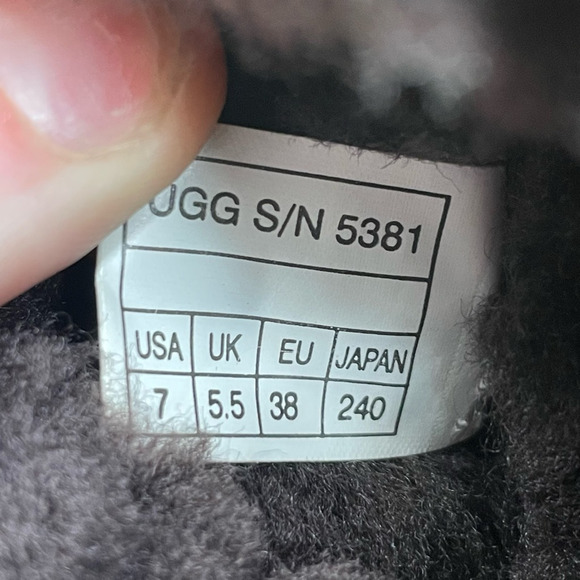 UGG S/N 5381
USA UK EU JAPAN
7 5.5 38 240